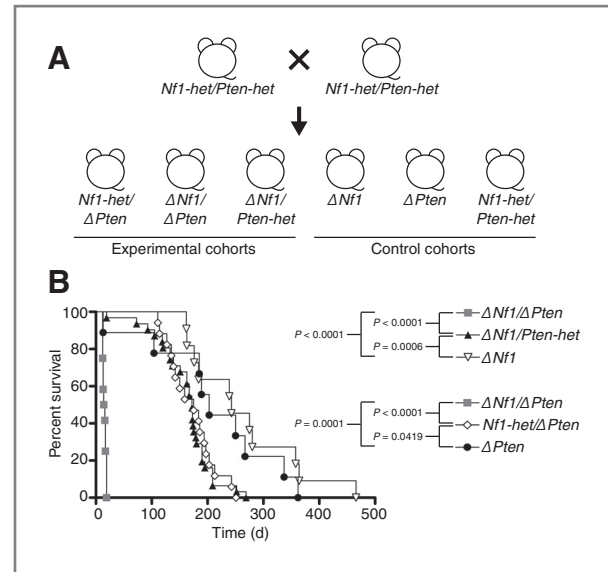 A
Nf1-het/Pten-het
×
Nf1-het/Pten-het
Nf1-het/
ΔPten
ΔNf1/
ΔPten
ΔNf1/
Pten-het
ΔNf1
ΔPten
Nf1-het/
Pten-het
Experimental cohorts
Control cohorts
B
Percent survival
100
80
60
40
20
0
0
100
200
300
400
500
Time (d)
P < 0.0001
P < 0.0001
P = 0.0006
ΔNf1/ΔPten
ΔNf1/Pten-het
ΔNf1
P = 0.0001
P < 0.0001
P = 0.0419
ΔNf1/ΔPten
Nf1-het/ΔPten
ΔPten